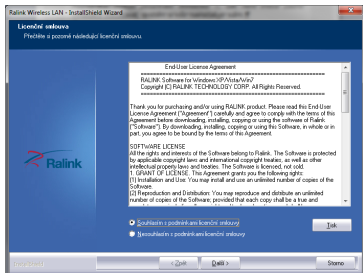 Ralink Wireless LAN - InstallShield Wizard
Licenční smlouva
Přečtěte si pozorně následující licenční smlouvu.
End-User License Agreement
RALINK Software for Windows XP/Vista/Win7
Copyright (C) RALINK TECHNOLOGY CORP. All Rights Reserved.
Thank you for purchasing and/or using RALINK product. Please read this End-User
License Agreement ("Agreement") carefully and agree to comply with the terms of this
Agreement before downloading, installing, copying or using the software of Ralink
("Software"). By downloading, installing, copying or using this Software, in whole or in
part, you agree to be bound by the terms of this Agreement.
SOFTWARE LICENSE
All the rights and interests of the Software belong to Ralink. The Software is protected
by applicable copyright laws and international copyright treaties, as well as other
intellectual property laws and treaties. The Software is licensed, not sold.
1. GRANT OF LICENSE. This Agreement grants you the following rights:
(1) Installation and Use: You may install and use an unlimited number of copies of the
Software.
(2) Reproduction and Distribution: You may reproduce and distribute an unlimited
number of copies of the Software; provided that each copy shall be a true and
Ralink
Souhlasím s podmínkami licenční smlouvy
Nesouhlasím s podmínkami licenční smlouvy
Tisk
InstallShield
< Zpět
Další >
Storno